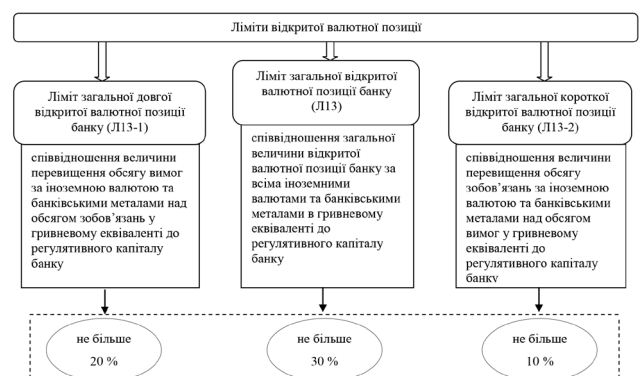 Ліміти відкритої валютної позиції
Ліміт загальної довгої
відкритої валютної позиції
банку (Л13-1)
співвідношення величини
перевищення обсягу вимог
за іноземною валютою та
банківськими металами над
обсягом зобов’язань у
гривневому еквіваленті до
регулятивного капіталу
банку
не більше
20 %
Ліміт загальної відкритої
валютної позиції банку
(Л13)
співвідношення загальної
величини відкритої
валютної позиції банку за
всіма іноземними
валютами та банківськими
металами в гривневому
еквіваленті до
регулятивного капіталу
банку
не більше
30 %
Ліміт загальної короткої
відкритої валютної позиції
банку (Л13-2)
співвідношення величини
перевищення обсягу
зобов’язань за іноземною
валютою та банківськими
металами над обсягом
вимог у гривневому
еквіваленті до
регулятивного капіталу
банку
не більше
10 %